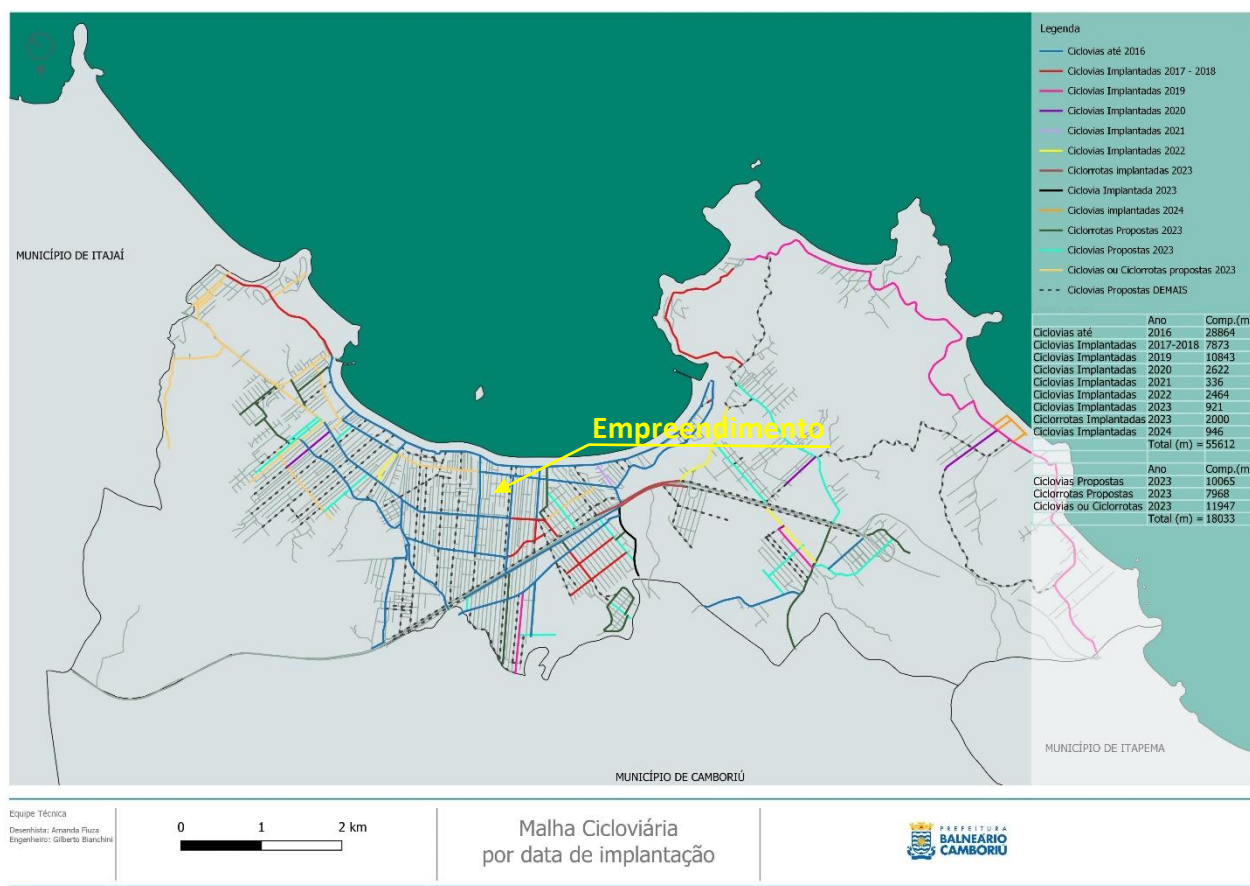 Legenda
Ciclovias até 2016
Ciclovias Implantadas 2017 - 2018
Ciclovias Implantadas 2019
Ciclovias Implantadas 2020
Ciclovias Implantadas 2021
Ciclovias Implantadas 2022
Ciclorrotas implantadas 2023
Ciclovia Implantada 2023
Ciclovias implantadas 2024
Ciclorrotas Propostas 2023
Ciclovias Propostas 2023
Ciclovias ou Ciclorrotas propostas 2023
Ciclovias Propostas DEMAIS
MUNICÍPIO DE ITAJAÍ
Ano Comp.(m
Ciclovias até 2016 28864
Ciclovias Implantadas 2017-2018 7873
Ciclovias Implantadas 2019 10843
Ciclovias Implantadas 2020 2622
Ciclovias Implantadas 2021 336
Ciclovias Implantadas 2022 2464
Ciclovias Implantadas 2023 921
Ciclorrotas Implantadas 2023 2000
Ciclovias Implantadas 2024 946
Total (m) = 55612
Ano Comp.(m
Ciclovias Propostas 2023 10065
Ciclorrotas Propostas 2023 7968
Ciclovias ou Ciclorrotas 2023 11947
Total (m) = 18033
Empreendimento
MUNICÍPIO DE ITAPEMA
MUNICÍPIO DE CAMBORIÚ
Equipe Técnica
Desenhista: Amanda Fiuza
Engenheiro: Gilberto Bianchini
0 1 2 km
Malha Cicloviária
por data de implantação
PREFEITURA
BALNEÁRIO
CAMBORIÚ